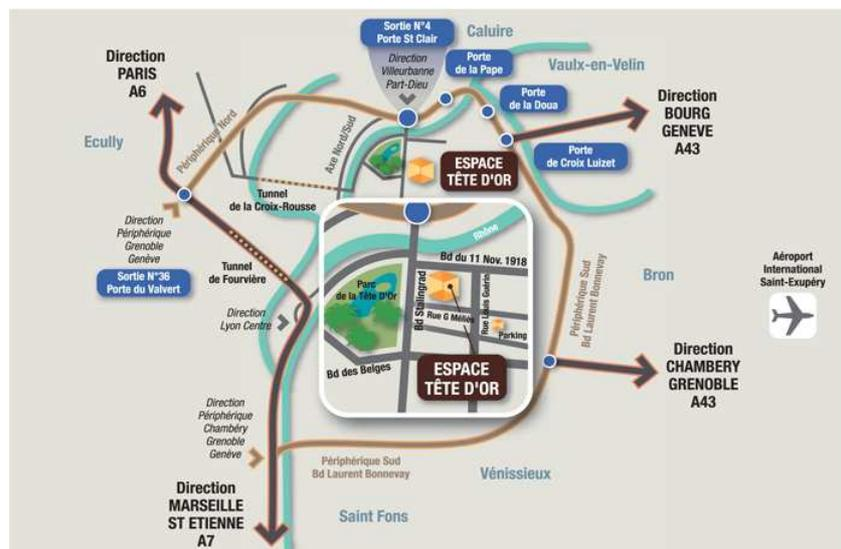 Sortie N°4
Porte St Clair
Direction
Villeurbanne
Part-Dieu
Caluire
Porte
de la Pape
Vaulx-en-Velin
Porte
de la Doua
Porte
de Croix Luizet
Direction
PARIS
A6
Direction
BOURG
GENEVE
A43
Ecully
Périphérique Nord
Axe Nord/Sud
ESPACE
TÊTE D'OR
Tunnel
de la Croix-Rousse
Direction
Périphérique
Grenoble
Genève
Sortie N°36
Porte du Valvert
Tunnel
de Fourvière
Direction
Lyon Centre
Rhône
Bd du 11 Nov. 1918
Parc
de la Tête D'Or
Bd Stalingrad
Rue G Méliès
Rue Louis Guérin
Parking
Bd des Belges
ESPACE
TÊTE D'OR
Périphérique Sud
Bd Laurent Bonnevay
Bron
Aéroport
International
Saint-Exupéry
Direction
CHAMBERY
GRENOBLE
A43
Direction
Périphérique
Chambéry
Grenoble
Genève
Périphérique Sud
Bd Laurent Bonnevay
Vénissieux
Direction
MARSEILLE
ST ETIENNE
A7
Saint Fons